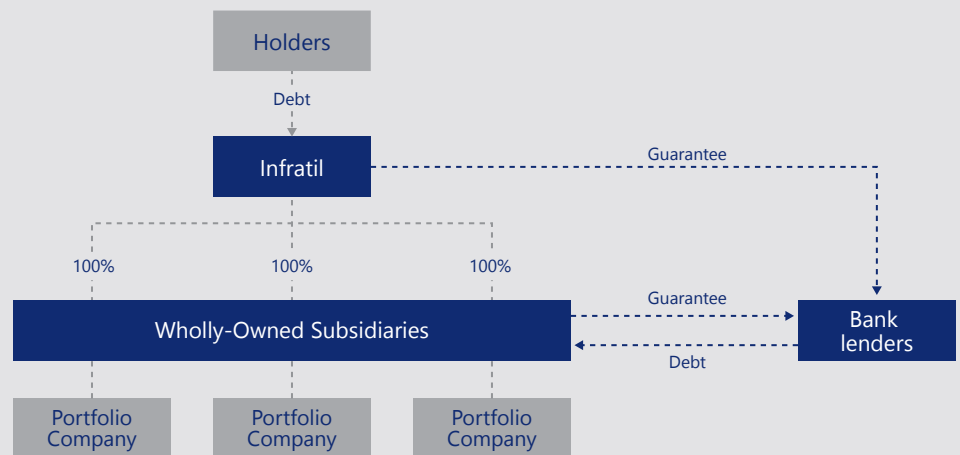 Holders
Debt
Infratil
Guarantee
100%
100%
100%
Wholly-Owned Subsidiaries
Guarantee
Debt
Bank
lenders
Portfolio
Company
Portfolio
Company
Portfolio
Company